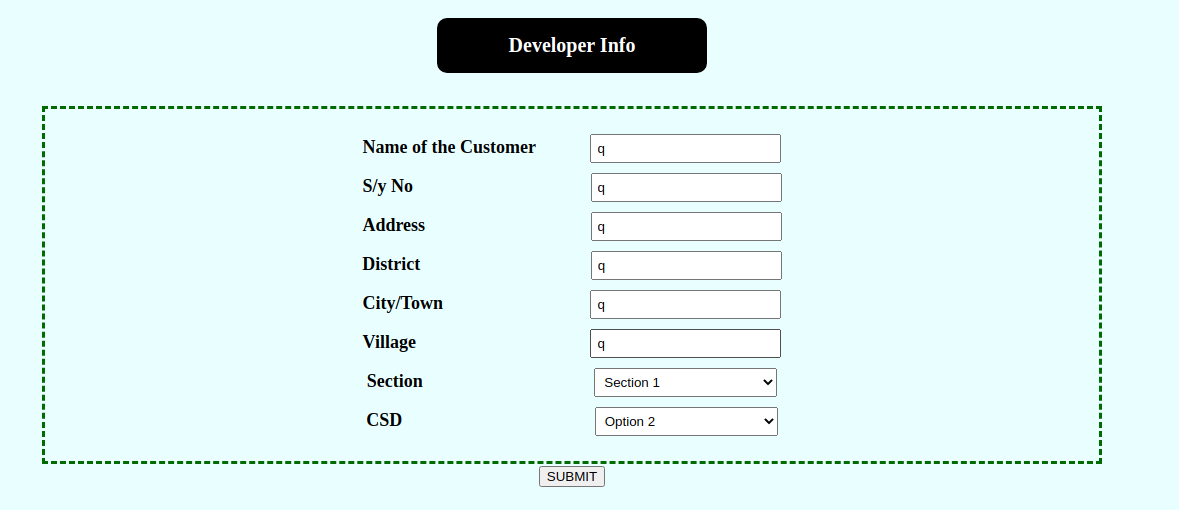 Developer Info
Name of the Customer q
S/y No q
Address q
District q
City/Town q
Village q
Section Section 1
CSD Option 2
SUBMIT